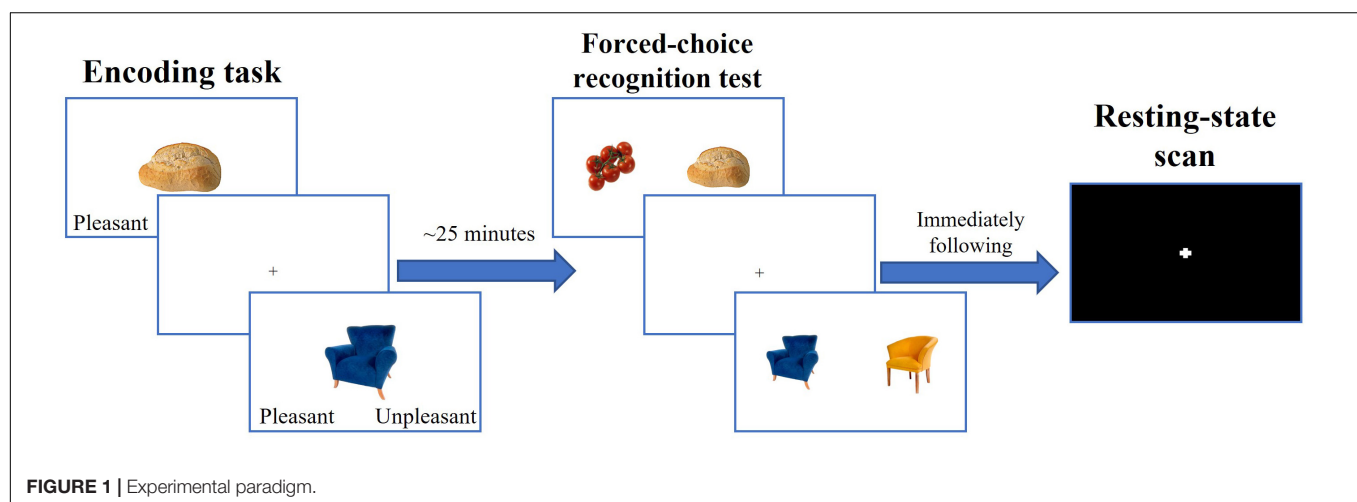 Encoding task
Pleasant
+
Pleasant Unpleasant
~25 minutes
Forced-choice
recognition test
+
Immediately
following
Resting-state
scan
FIGURE 1 | Experimental paradigm.